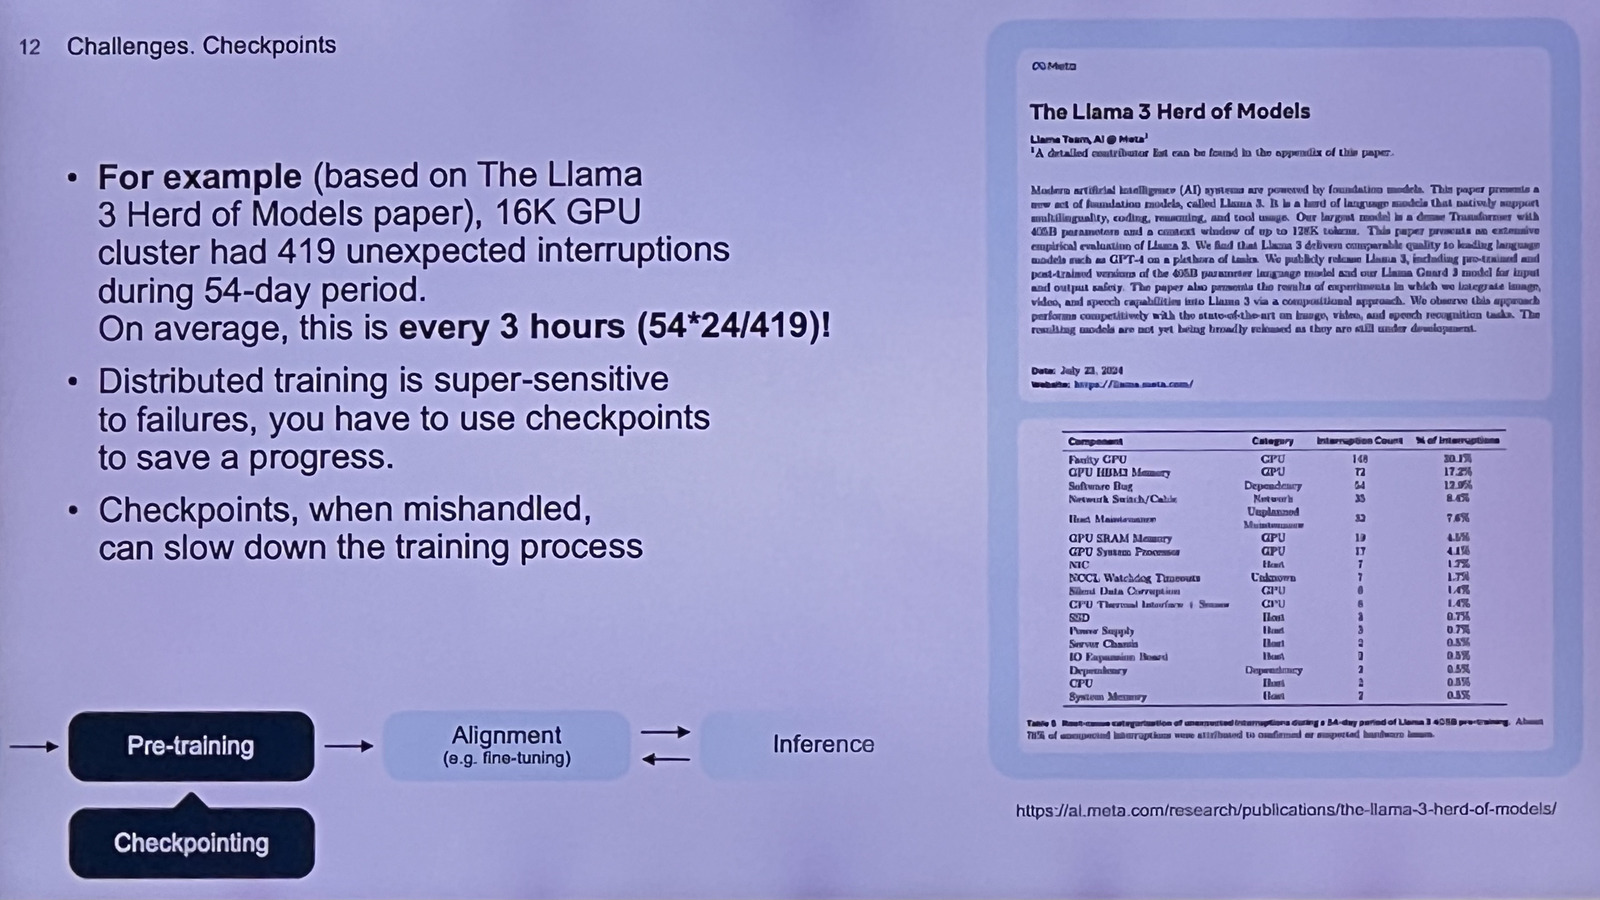 12 Challenges. Checkpoints
• For example (based on The Llama
3 Herd of Models paper), 16K GPU
cluster had 419 unexpected interruptions
during 54-day period.
On average, this is every 3 hours (54*24/419)!
• Distributed training is super-sensitive
to failures, you have to use checkpoints
to save a progress.
• Checkpoints, when mishandled,
can slow down the training process
Pre-training
Alignment
(e.g. fine-tuning)
Inference
Checkpointing
∞ Meta
The Llama 3 Herd of Models
Llama Team, AI @ Meta¹
¹A detailed contributor list can be found in the appendix of this paper.
Modern artificial intelligence (AI) systems are powered by foundation models. This paper presents a
new set of foundation models, called Llama 3. It is a herd of language models that natively support
multilinguality, coding, reasoning, and tool usage. Our largest model is a dense Transformer with
405B parameters and a context window of up to 128K tokens. This paper presents an extensive
empirical evaluation of Llama 3. We find that Llama 3 delivers comparable quality to leading language
models such as GPT-4 on a plethora of tasks. We publicly release Llama 3, including pre-trained and
post-trained versions of the 405B parameter language model and our Llama Guard 3 model for input
and output safety. The paper also presents the results of experiments in which we integrate image,
video, and speech capabilities into Llama 3 via a compositional approach. We observe this approach
performs competitively with the state-of-the-art on image, video, and speech recognition tasks. The
resulting models are not yet being broadly released as they are still under development.
Date: July 23, 2024
Website: https://llama.meta.com/
Component Category Interruption Count % of Interruptions
Faulty GPU GPU 148 30.1%
GPU HBM3 Memory GPU 72 17.2%
Software Bug Dependency 54 12.9%
Network Switch/Cable Network 35 8.4%
Host Maintenance Unplanned Maintenance 32 7.6%
GPU SRAM Memory GPU 19 4.5%
GPU System Processor GPU 17 4.1%
NIC Host 7 1.7%
NCCL Watchdog Timeouts Unknown 7 1.7%
Silent Data Corruption GPU 6 1.4%
GPU Thermal Interface + Sensor GPU 6 1.4%
SSD Host 3 0.7%
Power Supply Host 3 0.7%
Server Chassis Host 2 0.5%
IO Expansion Board Host 2 0.5%
Dependency Dependency 2 0.5%
CPU Host 2 0.5%
System Memory Host 2 0.5%
Table 5 Root-cause categorization of unexpected interruptions during a 54-day period of Llama 3 405B pre-training. About
78% of unexpected interruptions were attributed to confirmed or suspected hardware issues.
https://ai.meta.com/research/publications/the-llama-3-herd-of-models/